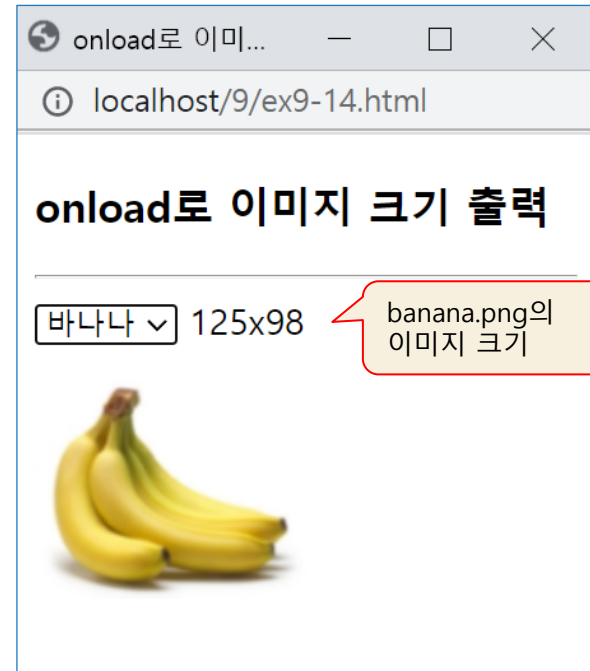 onload로 이미...
localhost/9/ex9-14.html
onload로 이미지 크기 출력
바나나 125x98
banana.png의
이미지 크기